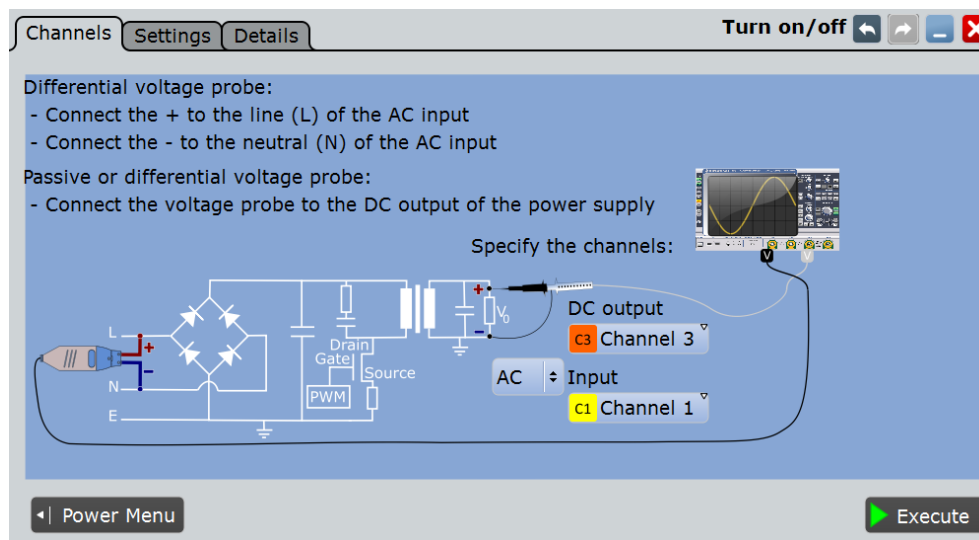 Channels Settings Details Turn on/off
Differential voltage probe:
- Connect the + to the line (L) of the AC input
- Connect the - to the neutral (N) of the AC input
Passive or differential voltage probe:
- Connect the voltage probe to the DC output of the power supply
Specify the channels:
V V
+
V0
-
DC output
C3 Channel 3
L
+
-
N
E
Drain
Gate
Source
PWM
AC Input
C1 Channel 1
Power Menu Execute